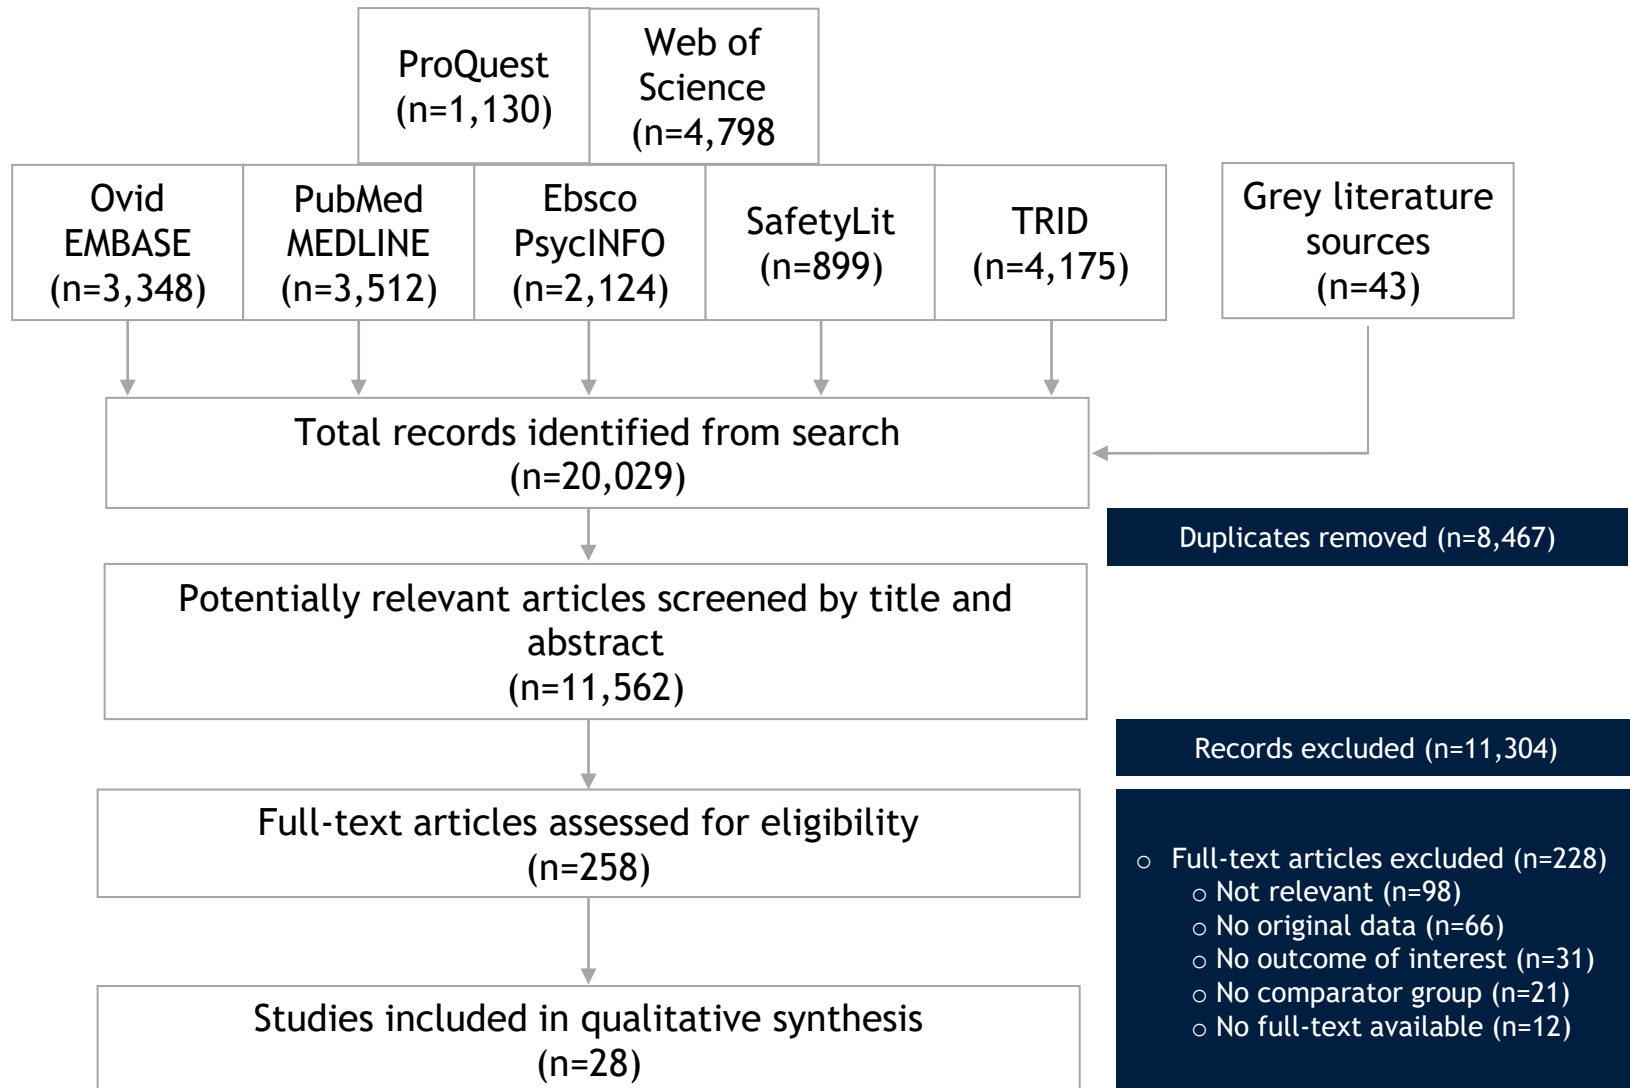 ProQuest
(n=1,130)
Web of
Science
(n=4,798
Ovid
EMBASE
(n=3,348)
PubMed
MEDLINE
(n=3,512)
Ebsco
PsycINFO
(n=2,124)
SafetyLit
(n=899)
TRID
(n=4,175)
Grey literature
sources
(n=43)
Total records identified from search
(n=20,029)
Duplicates removed (n=8,467)
Potentially relevant articles screened by title and
abstract
(n=11,562)
Records excluded (n=11,304)
Full-text articles assessed for eligibility
(n=258)
○ Full-text articles excluded (n=228)
○ Not relevant (n=98)
○ No original data (n=66)
○ No outcome of interest (n=31)
○ No comparator group (n=21)
○ No full-text available (n=12)
Studies included in qualitative synthesis
(n=28)